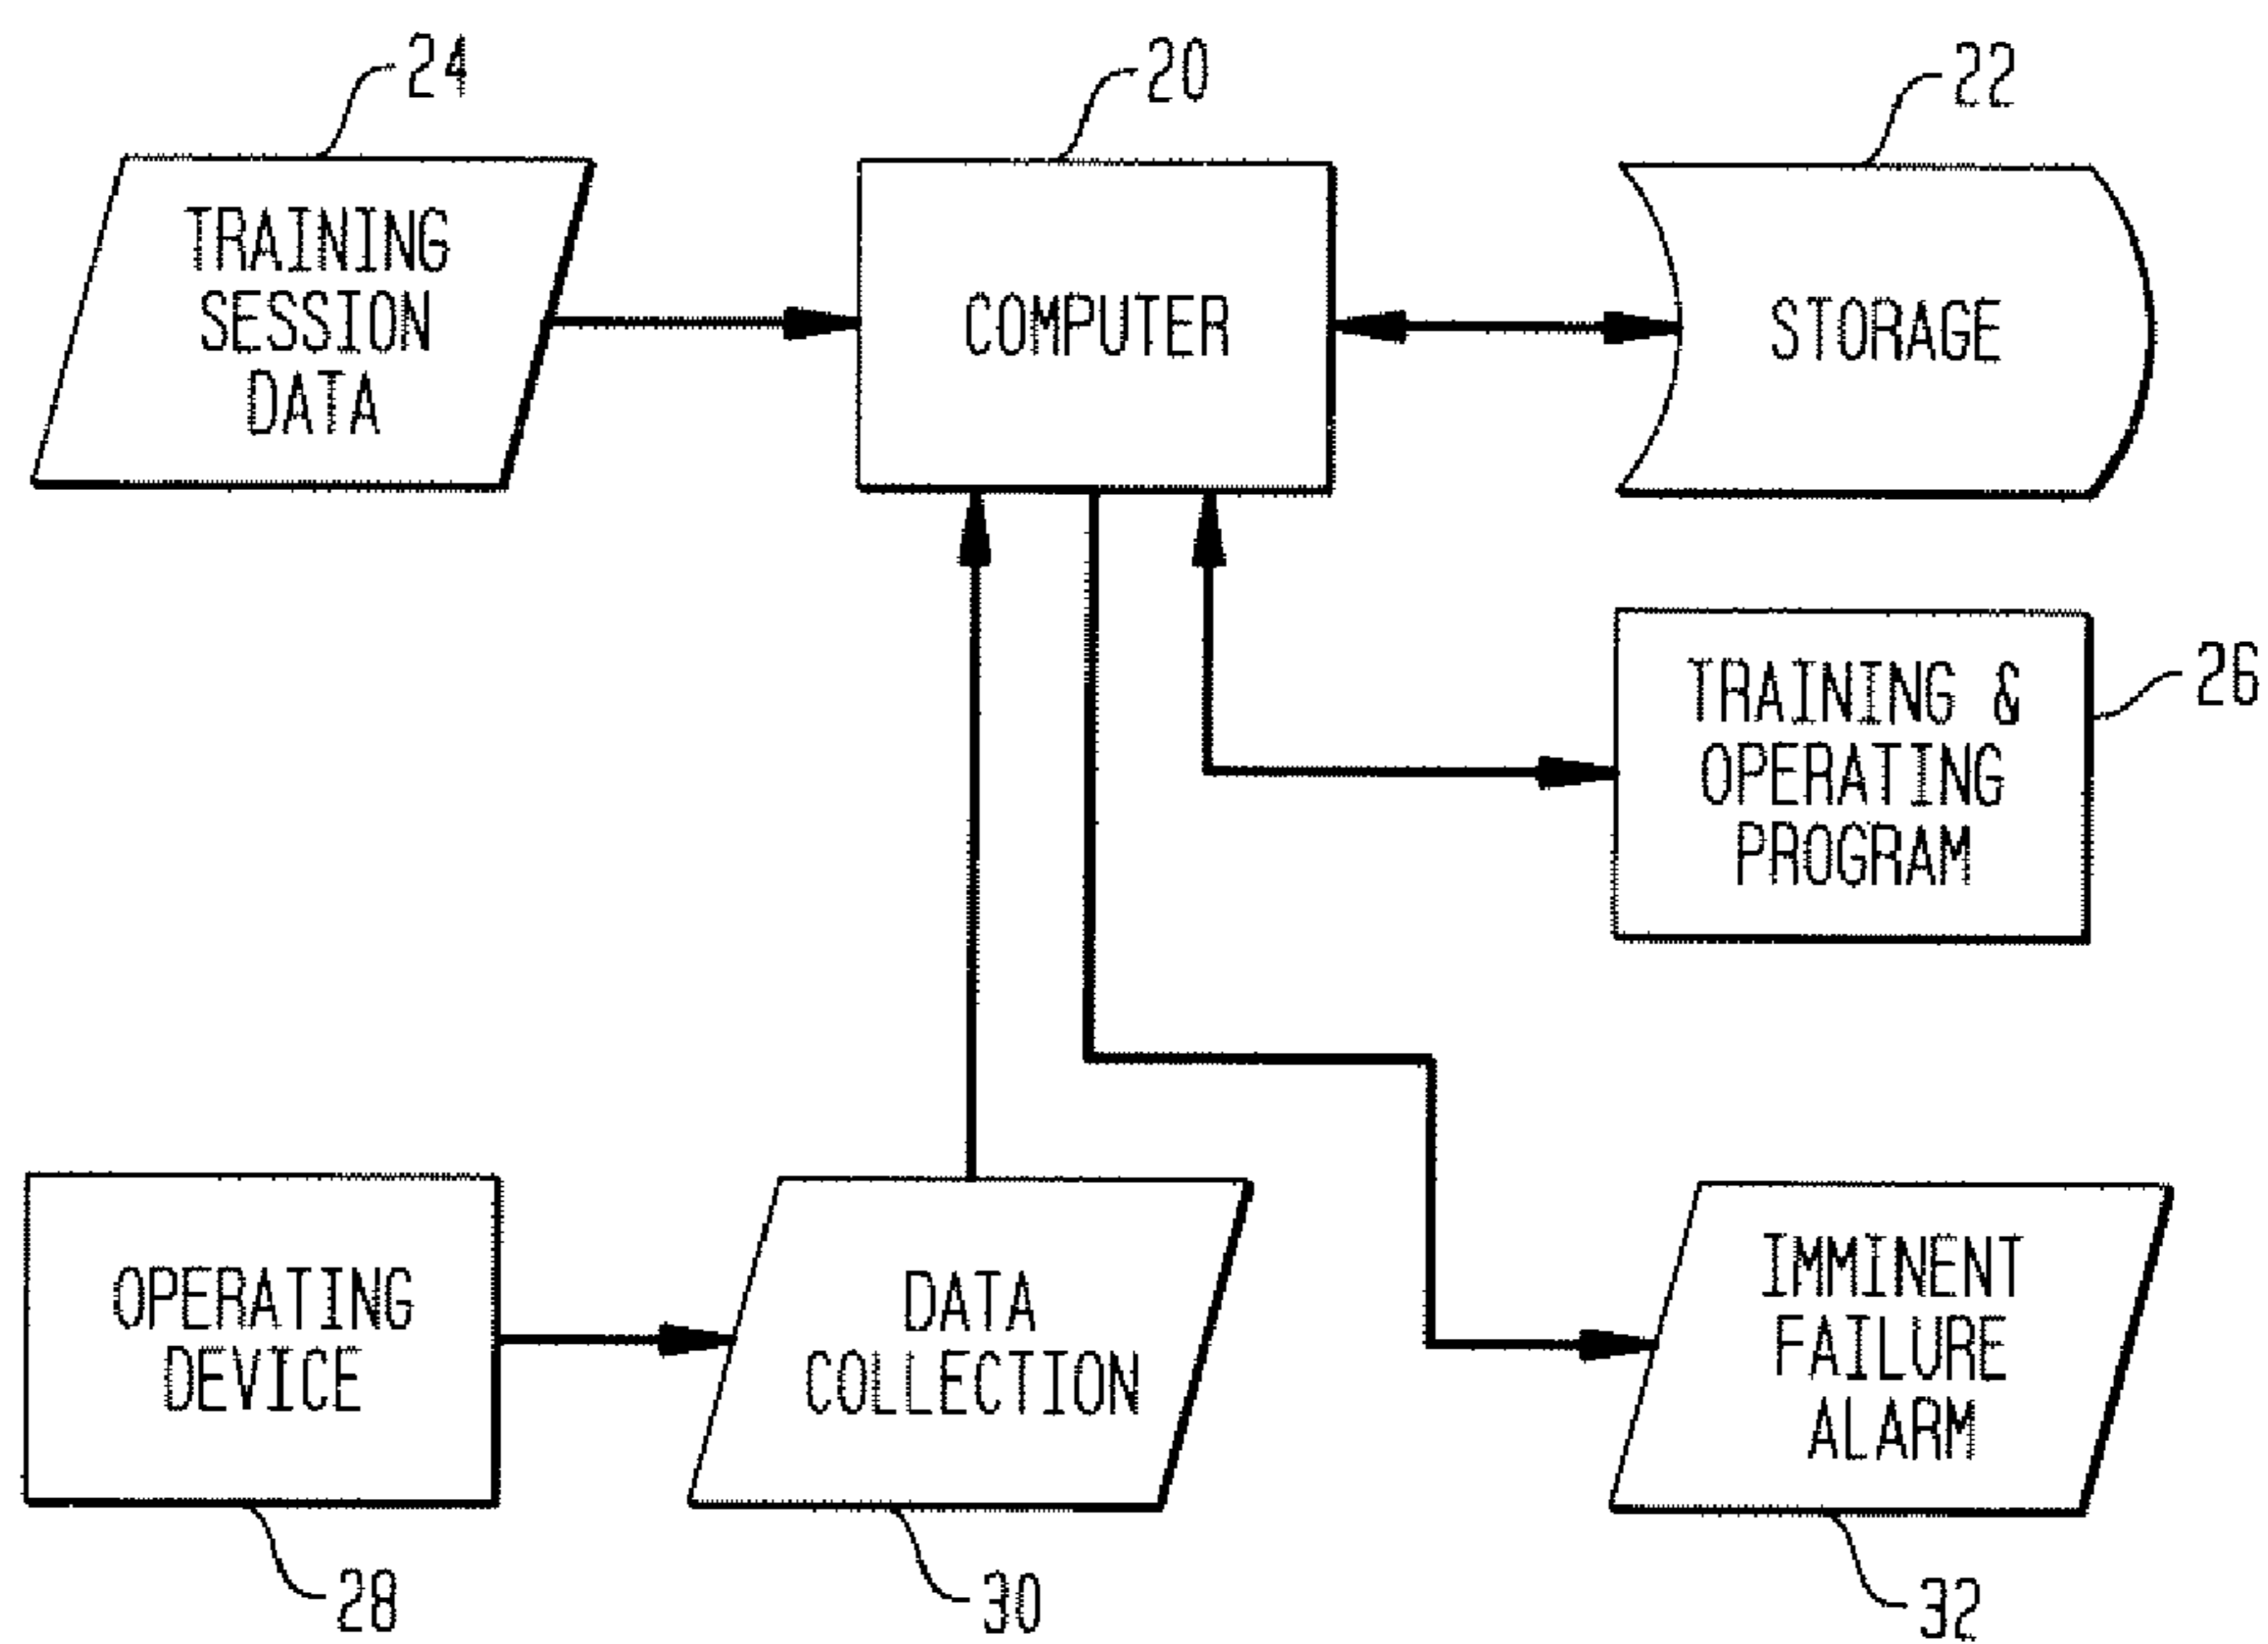 24
20
22
TRAINING
SESSION
DATA
COMPUTER
STORAGE
TRAINING &
OPERATING
PROGRAM
26
OPERATING
DEVICE
DATA
COLLECTION
IMMINENT
FAILURE
ALARM
28
30
32